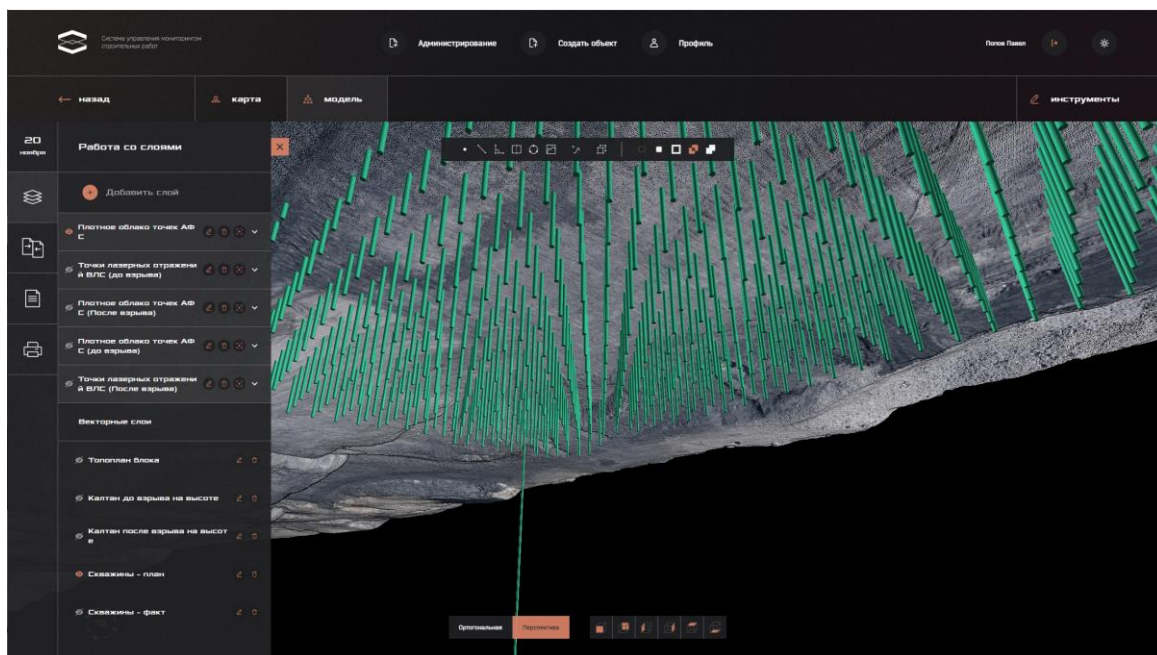 Система управления мониторингом
строительных работ
Администрирование
Создать объект
Профиль
Попов Павел
назад
карта
модель
инструменты
20
ноября
Работа со слоями
Добавить слой
Плотное облако точек АФ
С
Точки лазерных отражени
й ВЛС (до взрыва)
Плотное облако точек АФ
С (После взрыва)
Плотное облако точек АФ
С (до взрыва)
Точки лазерных отражени
й ВЛС (После взрыва)
Векторные слои
Топоплан блока
Калтан до взрыва на высоте
Калтан после взрыва на высот
е
Скважины - план
Скважины - факт
Ортогональная
Перспектива